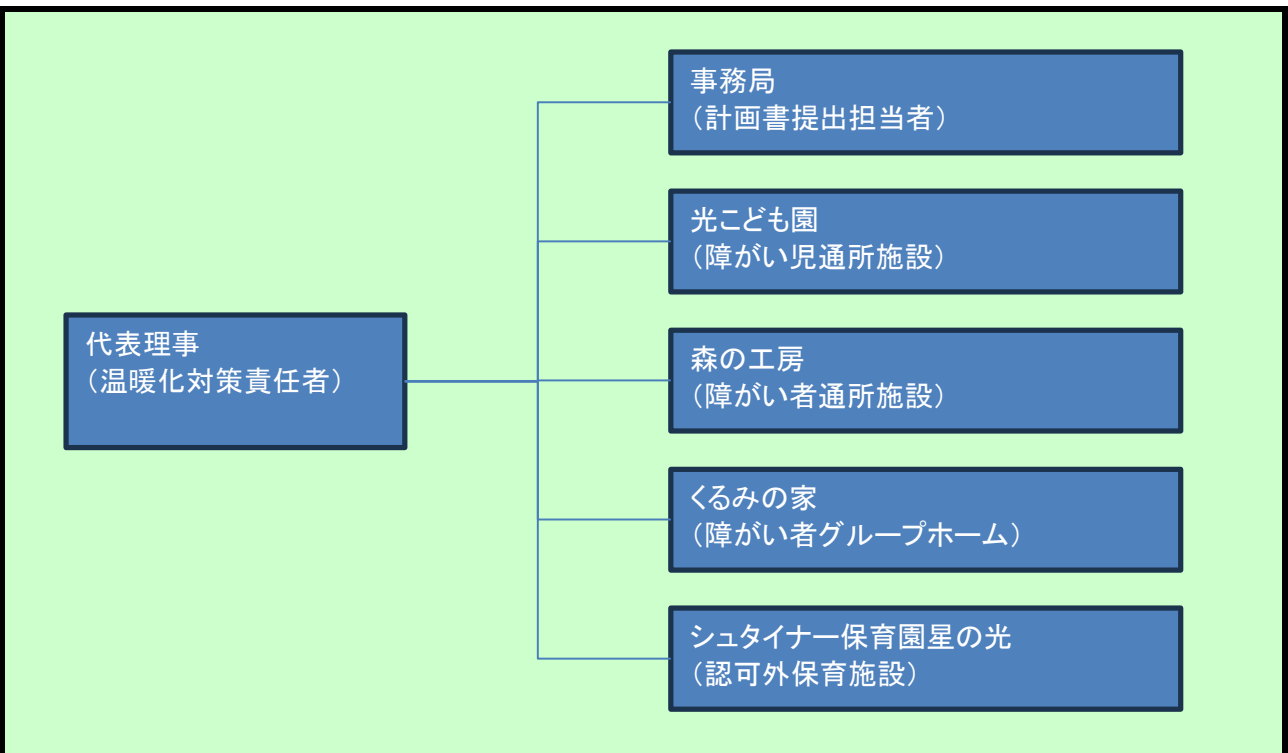 事務局
（計画書提出担当者）
光こども園
（障がい児通所施設）
代表理事
（温暖化対策責任者）
森の工房
（障がい者通所施設）
くるみの家
（障がい者グループホーム）
シュタイナー保育園星の光
（認可外保育施設）